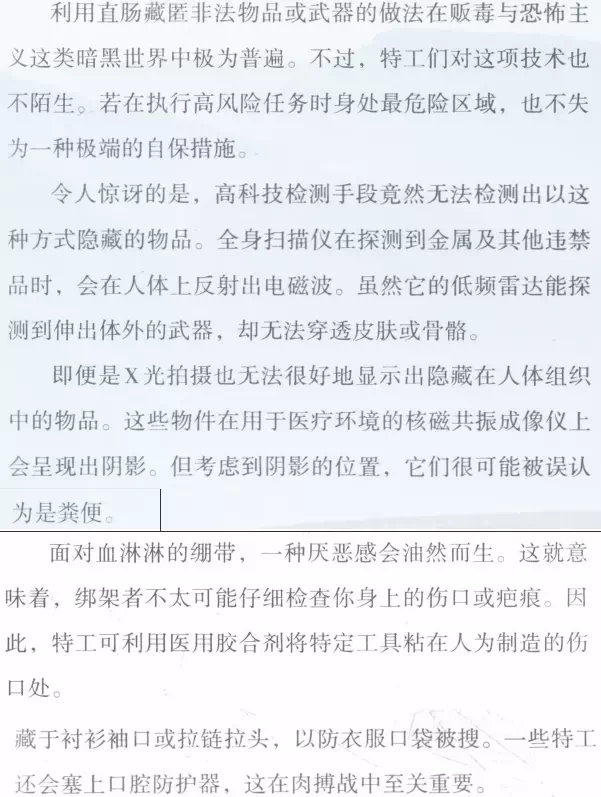 利用直肠藏匿非法物品或武器的做法在贩毒与恐怖主
义这类暗黑世界中极为普遍。不过，特工们对这项技术也
不陌生。若在执行高风险任务时身处最危险区域，也不失
为一种极端的自保措施。
令人惊讶的是，高科技检测手段竟然无法检测出以这
种方式隐藏的物品。全身扫描仪在探测到金属及其他违禁
品时，会在人体上反射出电磁波。虽然它的低频雷达能探
测到伸出体外的武器，却无法穿透皮肤或骨骼。
即便是X光拍摄也无法很好地显示出隐藏在人体组织
中的物品。这些物件在用于医疗环境的核磁共振成像仪上
会呈现出阴影。但考虑到阴影的位置，它们很可能被误认
为是粪便。
面对血淋淋的绷带，一种厌恶感会油然而生。这就意
味着，绑架者不太可能仔细检查你身上的伤口或疤痕。因
此，特工可利用医用胶合剂将特定工具粘在人为制造的伤
口处。
藏于衬衫袖口或拉链拉头，以防衣服口袋被搜。一些特工
还会塞上口腔防护器，这在肉搏战中至关重要。